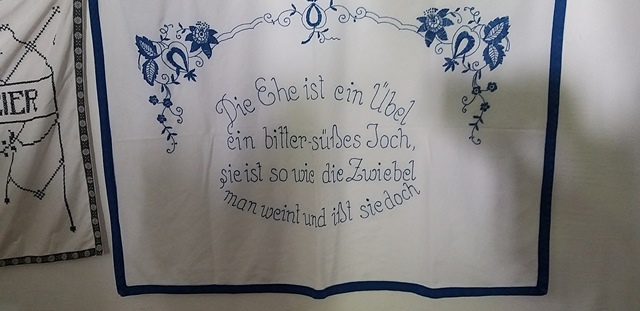 IER
Die Ehe ist ein Übel
ein bitter-süßes Joch,
sie ist so wie die Zwiebel
man weint und ißt sie doch